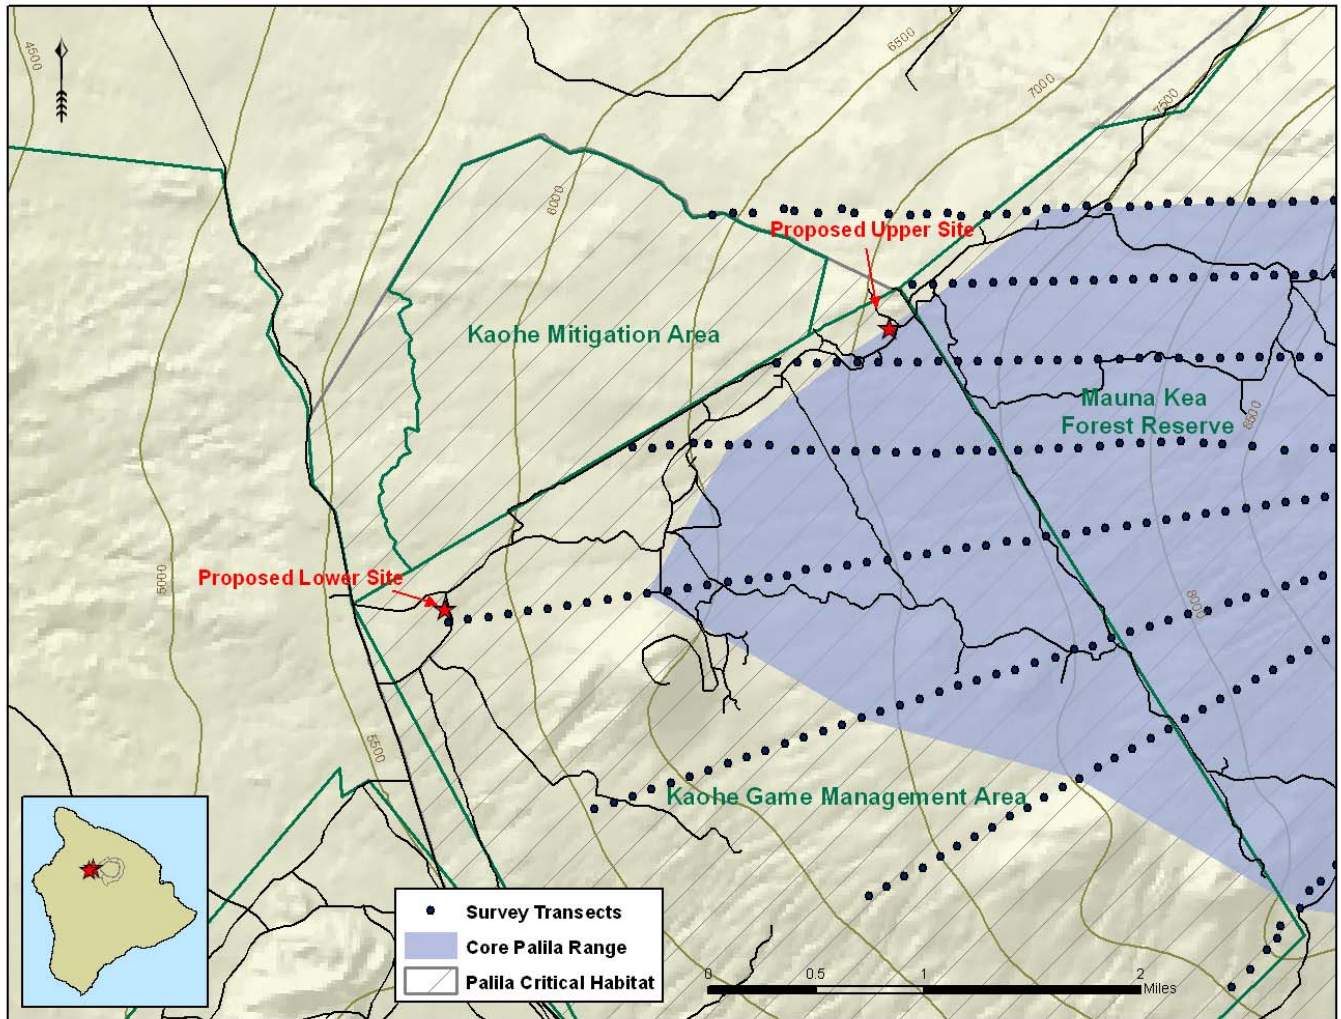 4500
6500
7000
7500
6000
Proposed Upper Site
Kaohe Mitigation Area
Mauna Kea
Forest Reserve
8500
5000
Proposed Lower Site
8000
5500
Kaohe Game Management Area
Survey Transects
Core Palila Range
Palila Critical Habitat
0 0.5 1 2
Miles